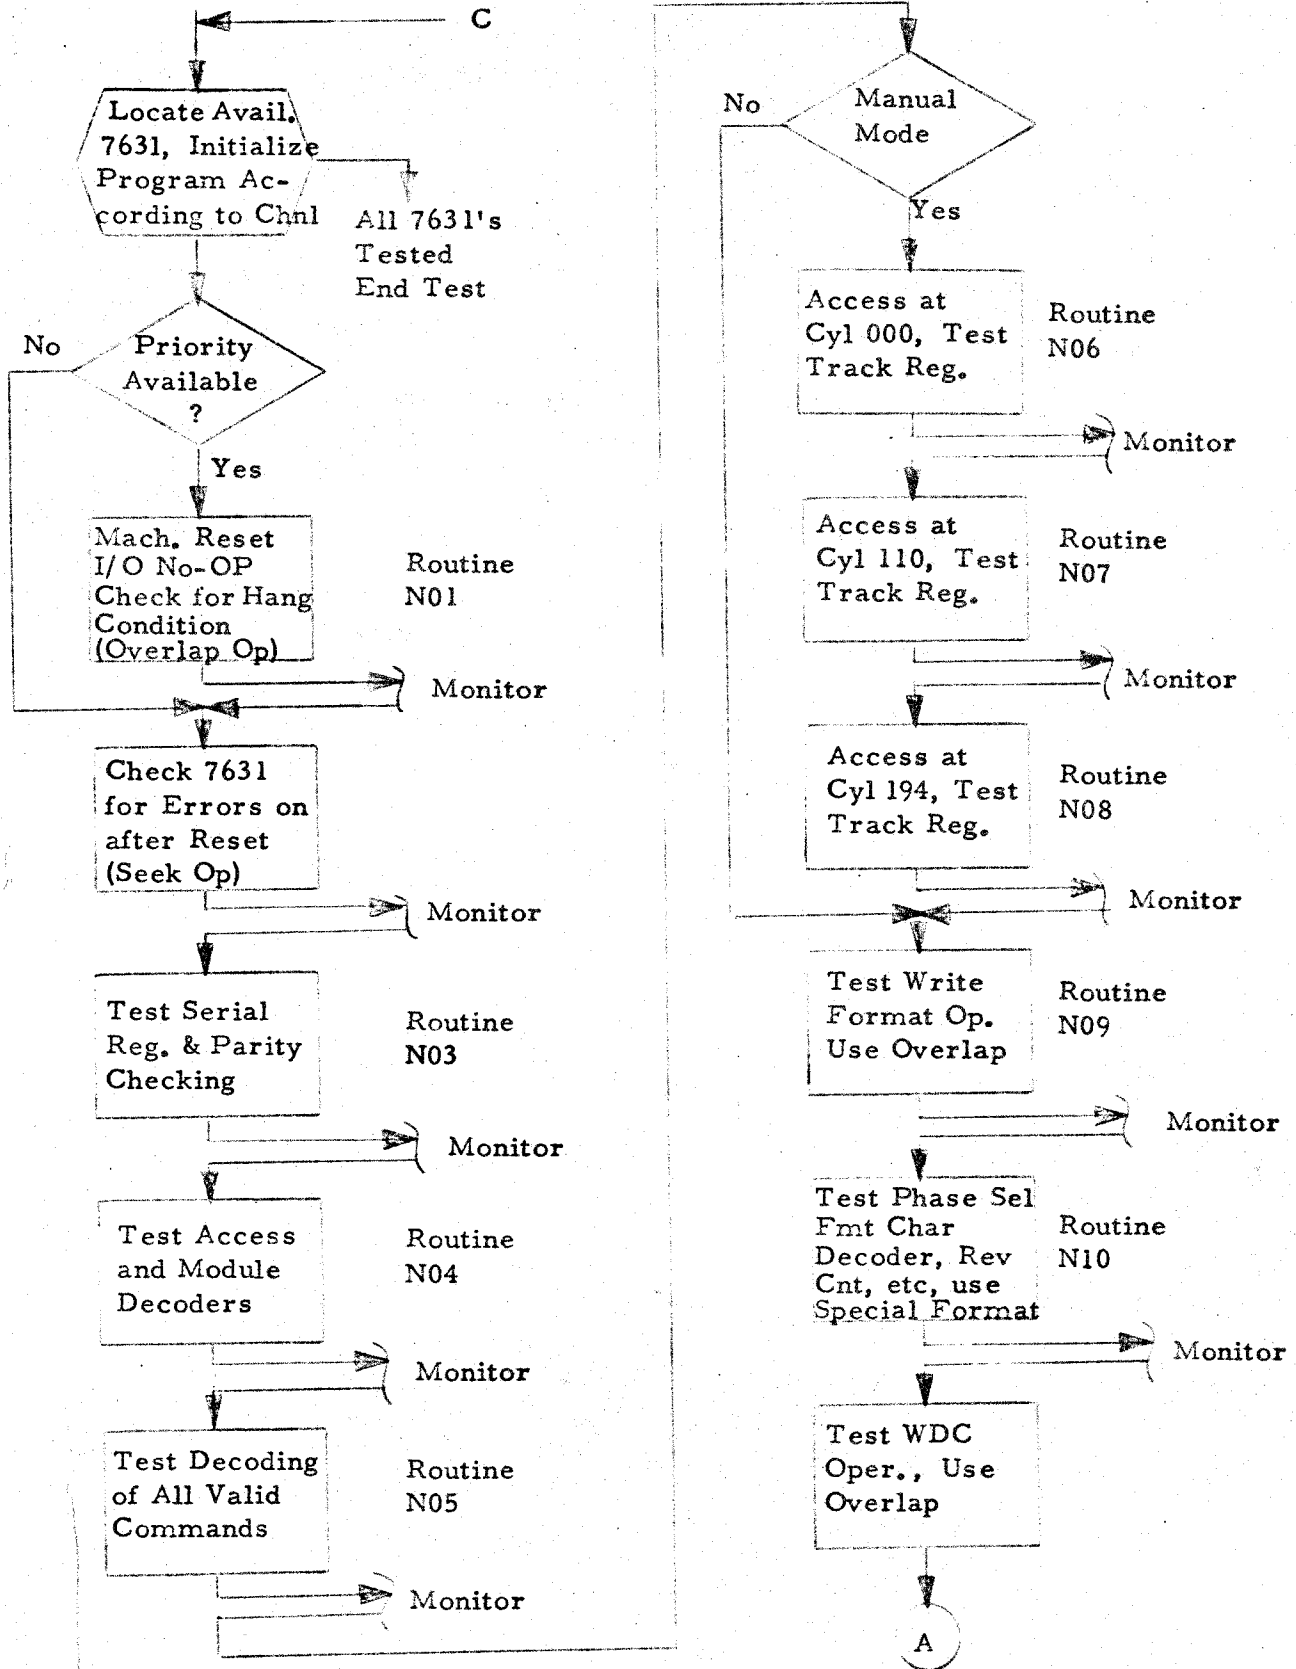 C
Locate Avail.
7631, Initialize
Program Ac-
cording to Chnl
All 7631's
Tested
End Test
No
Priority
Available
?
Yes
Mach. Reset
I/O No-OP
Check for Hang
Condition
(Overlap Op)
Routine
N01
Monitor
Check 7631
for Errors on
after Reset
(Seek Op)
Monitor
Test Serial
Reg. & Parity
Checking
Routine
N03
Monitor
Test Access
and Module
Decoders
Routine
N04
Monitor
Test Decoding
of All Valid
Commands
Routine
N05
Monitor
No
Manual
Mode
Yes
Access at
Cyl 000, Test
Track Reg.
Routine
N06
Monitor
Access at
Cyl 110, Test
Track Reg.
Routine
N07
Monitor
Access at
Cyl 194, Test
Track Reg.
Routine
N08
Monitor
Test Write
Format Op.
Use Overlap
Routine
N09
Monitor
Test Phase Sel
Fmt Char
Decoder, Rev
Cnt, etc, use
Special Format
Routine
N10
Monitor
Test WDC
Oper., Use
Overlap
A